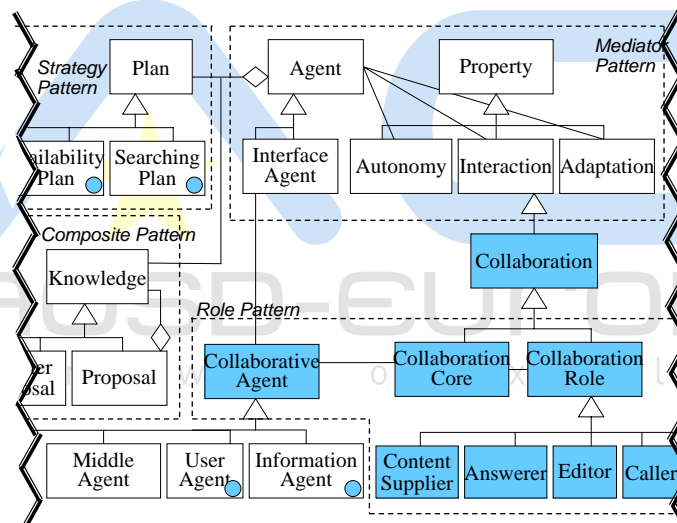 Strategy
Pattern
Plan
Agent
Property
Mediator
Pattern
Plan
Searching
Plan
Interface
Agent
Autonomy
Interaction
Adaptation
Composite Pattern
Knowledge
Collaboration
Role Pattern
Proposal
Collaborative
Agent
Collaboration
Core
Collaboration
Role
Middle
Agent
User
Agent
Information
Agent
Content
Supplier
Answerer
Editor
Caller